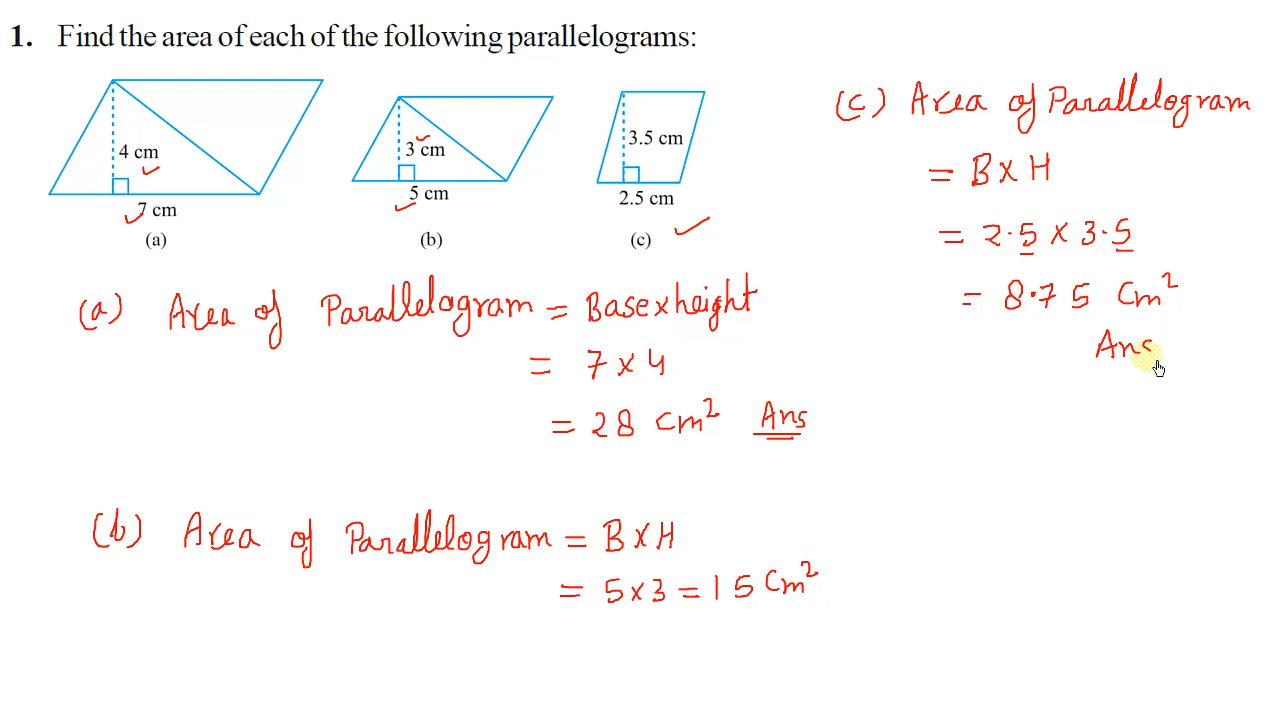 1. Find the area of each of the following parallelograms:
4 cm
7 cm
(a)
3 cm
5 cm
(b)
3.5 cm
2.5 cm
(c)
(a) Area of Parallelogram = Base×height
= 7 × 4
= 28 cm² Ans
(b) Area of Parallelogram = B×H
= 5×3 = 15 cm²
(c) Area of Parallelogram
= B×H
= 2.5 × 3.5
= 8.75 cm²
Ans